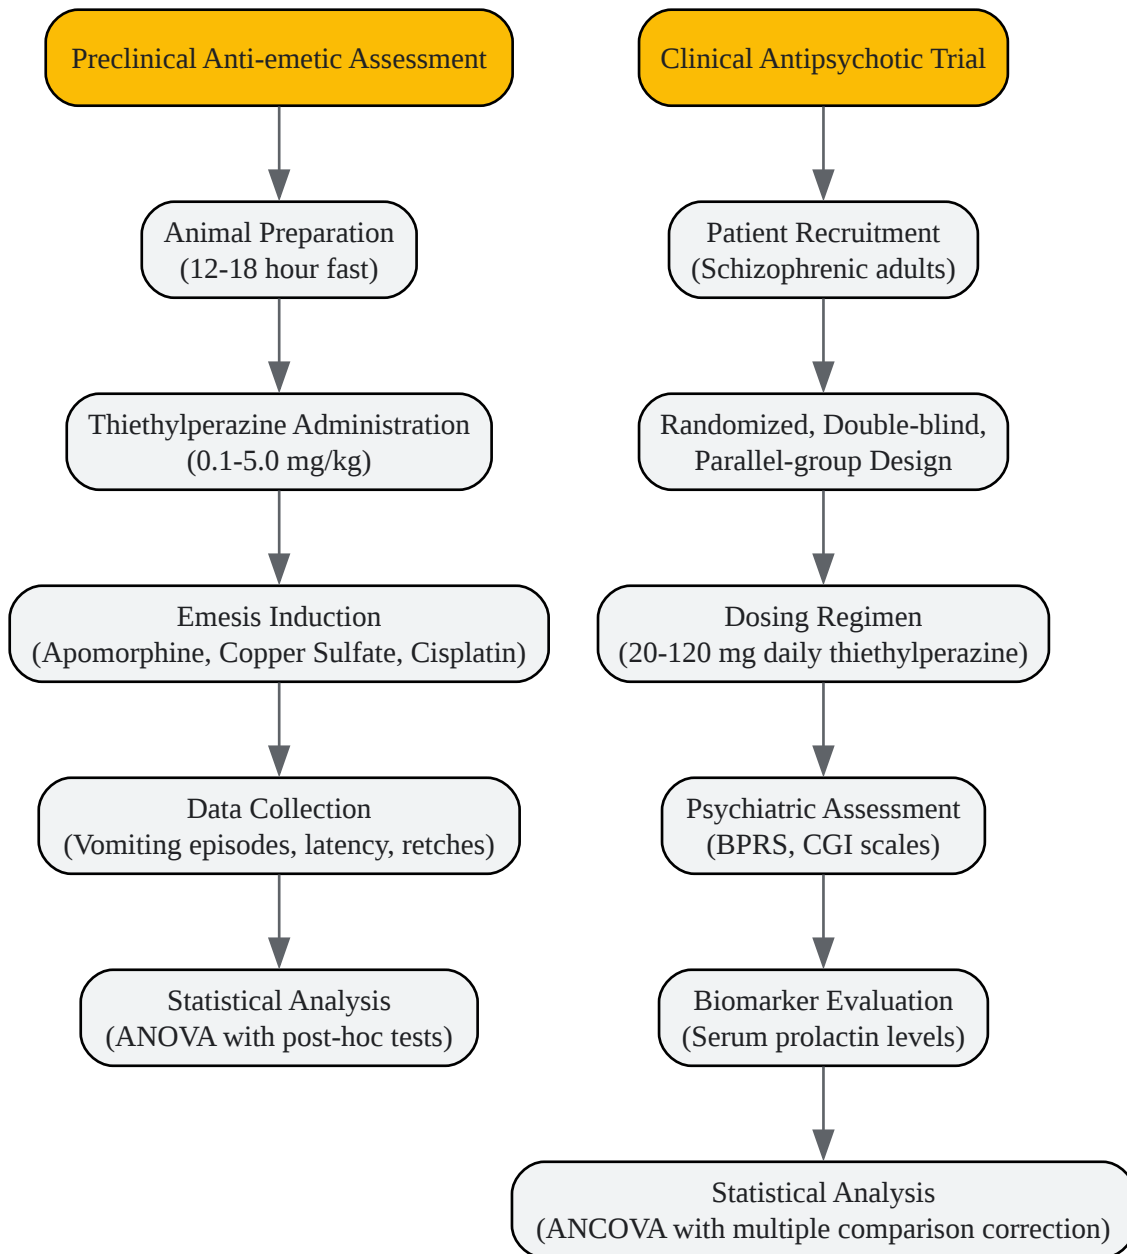 Preclinical Anti-emetic Assessment
Animal Preparation
(12-18 hour fast)
Thiethylperazine Administration
(0.1-5.0 mg/kg)
Emesis Induction
(Apomorphine, Copper Sulfate, Cisplatin)
Data Collection
(Vomiting episodes, latency, retches)
Statistical Analysis
(ANOVA with post-hoc tests)
Clinical Antipsychotic Trial
Patient Recruitment
(Schizophrenic adults)
Randomized, Double-blind,
Parallel-group Design
Dosing Regimen
(20-120 mg daily thiethylperazine)
Psychiatric Assessment
(BPRS, CGI scales)
Biomarker Evaluation
(Serum prolactin levels)
Statistical Analysis
(ANCOVA with multiple comparison correction)